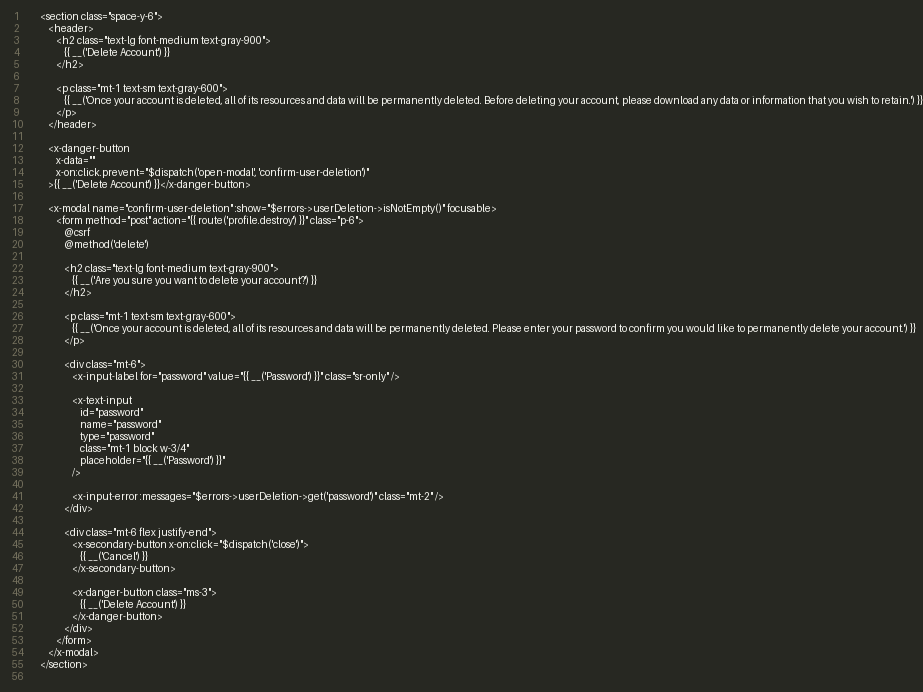 1 <section class="space-y-6">
2 <header>
3 <h2 class="text-lg font-medium text-gray-900">
4 {{ __('Delete Account') }}
5 </h2>
6
7 <p class="mt-1 text-sm text-gray-600">
8 {{ __('Once your account is deleted, all of its resources and data will be permanently deleted. Before deleting your account, please download any data or information that you wish to retain.') }}
9 </p>
10 </header>
11
12 <x-danger-button
13 x-data=""
14 x-on:click.prevent="$dispatch('open-modal', 'confirm-user-deletion')"
15 >{{ __('Delete Account') }}</x-danger-button>
16
17 <x-modal name="confirm-user-deletion" :show="$errors->userDeletion->isNotEmpty()" focusable>
18 <form method="post" action="{{ route('profile.destroy') }}" class="p-6">
19 @csrf
20 @method('delete')
21
22 <h2 class="text-lg font-medium text-gray-900">
23 {{ __('Are you sure you want to delete your account?') }}
24 </h2>
25
26 <p class="mt-1 text-sm text-gray-600">
27 {{ __('Once your account is deleted, all of its resources and data will be permanently deleted. Please enter your password to confirm you would like to permanently delete your account.') }}
28 </p>
29
30 <div class="mt-6">
31 <x-input-label for="password" value="{{ __('Password') }}" class="sr-only" />
32
33 <x-text-input
34 id="password"
35 name="password"
36 type="password"
37 class="mt-1 block w-3/4"
38 placeholder="{{ __('Password') }}"
39 />
40
41 <x-input-error :messages="$errors->userDeletion->get('password')" class="mt-2" />
42 </div>
43
44 <div class="mt-6 flex justify-end">
45 <x-secondary-button x-on:click="$dispatch('close')">
46 {{ __('Cancel') }}
47 </x-secondary-button>
48
49 <x-danger-button class="ms-3">
50 {{ __('Delete Account') }}
51 </x-danger-button>
52 </div>
53 </form>
54 </x-modal>
55 </section>
56